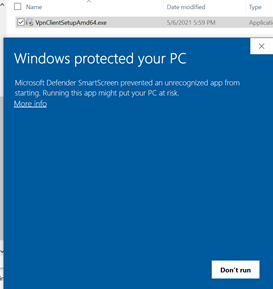 Name
Date modified
Type
VpnClientSetupAmd64.exe
5/6/2021 5:59 PM
Applicatio
Windows protected your PC
Microsoft Defender SmartScreen prevented an unrecognized app from
starting. Running this app might put your PC at risk.
More info
Don't run